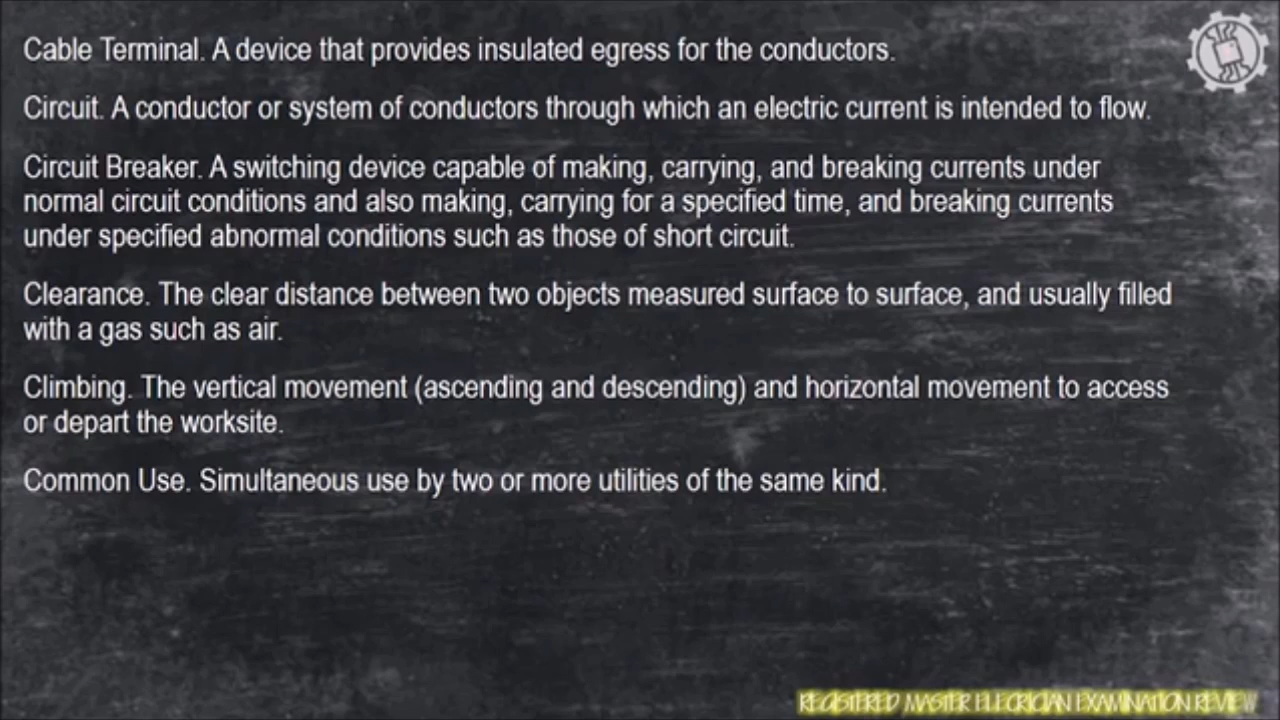 Cable Terminal. A device that provides insulated egress for the conductors.
Circuit. A conductor or system of conductors through which an electric current is intended to flow.
Circuit Breaker. A switching device capable of making, carrying, and breaking currents under
normal circuit conditions and also making, carrying for a specified time, and breaking currents
under specified abnormal conditions such as those of short circuit.
Clearance. The clear distance between two objects measured surface to surface, and usually filled
with a gas such as air.
Climbing. The vertical movement (ascending and descending) and horizontal movement to access
or depart the worksite.
Common Use. Simultaneous use by two or more utilities of the same kind.
REGISTERED MASTER ELECRICIAN EXAMINATION REVIEW